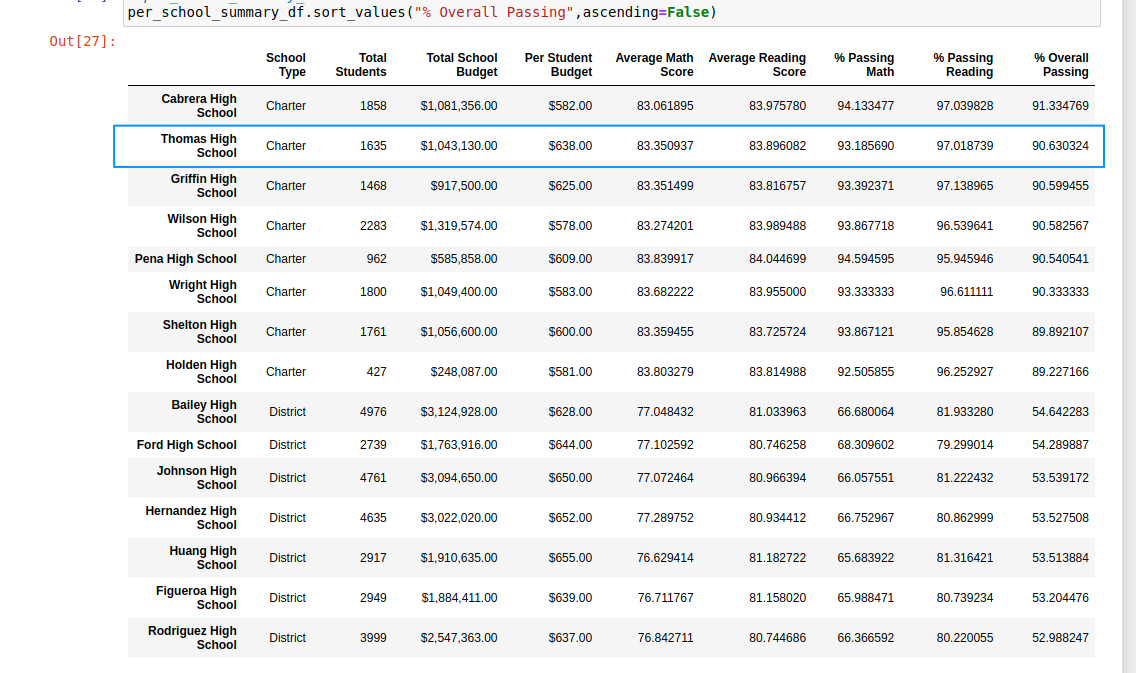 per_school_summary_df.sort_values("% Overall Passing",ascending=False)
Out[27]:
School Type Total Students Total School Budget Per Student Budget Average Math Score Average Reading Score % Passing Math % Passing Reading % Overall Passing
Cabrera High School Charter 1858 $1,081,356.00 $582.00 83.061895 83.975780 94.133477 97.039828 91.334769
Thomas High School Charter 1635 $1,043,130.00 $638.00 83.350937 83.896082 93.185690 97.018739 90.630324
Griffin High School Charter 1468 $917,500.00 $625.00 83.351499 83.816757 93.392371 97.138965 90.599455
Wilson High School Charter 2283 $1,319,574.00 $578.00 83.274201 83.989488 93.867718 96.539641 90.582567
Pena High School Charter 962 $585,858.00 $609.00 83.839917 84.044699 94.594595 95.945946 90.540541
Wright High School Charter 1800 $1,049,400.00 $583.00 83.682222 83.955000 93.333333 96.611111 90.333333
Shelton High School Charter 1761 $1,056,600.00 $600.00 83.359455 83.725724 93.867121 95.854628 89.892107
Holden High School Charter 427 $248,087.00 $581.00 83.803279 83.814988 92.505855 96.252927 89.227166
Bailey High School District 4976 $3,124,928.00 $628.00 77.048432 81.033963 66.680064 81.933280 54.642283
Ford High School District 2739 $1,763,916.00 $644.00 77.102592 80.746258 68.309602 79.299014 54.289887
Johnson High School District 4761 $3,094,650.00 $650.00 77.072464 80.966394 66.057551 81.222432 53.539172
Hernandez High School District 4635 $3,022,020.00 $652.00 77.289752 80.934412 66.752967 80.862999 53.527508
Huang High School District 2917 $1,910,635.00 $655.00 76.629414 81.182722 65.683922 81.316421 53.513884
Figueroa High School District 2949 $1,884,411.00 $639.00 76.711767 81.158020 65.988471 80.739234 53.204476
Rodriguez High School District 3999 $2,547,363.00 $637.00 76.842711 80.744686 66.366592 80.220055 52.988247